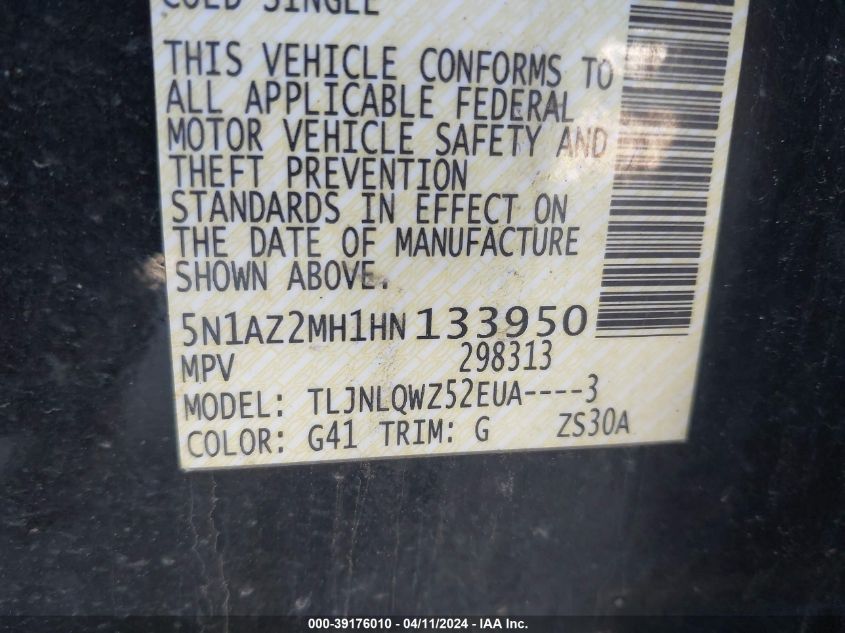 COLD SINGLE
THIS VEHICLE CONFORMS TO
ALL APPLICABLE FEDERAL
MOTOR VEHICLE SAFETY AND
THEFT PREVENTION
STANDARDS IN EFFECT ON
THE DATE OF MANUFACTURE
SHOWN ABOVE.
5N1AZ2MH1HN133950
MPV 298313
MODEL: TLJNLQWZ52EUA----3
COLOR: G41 TRIM: G ZS30A
000-39176010 - 04/11/2024 - IAA Inc.